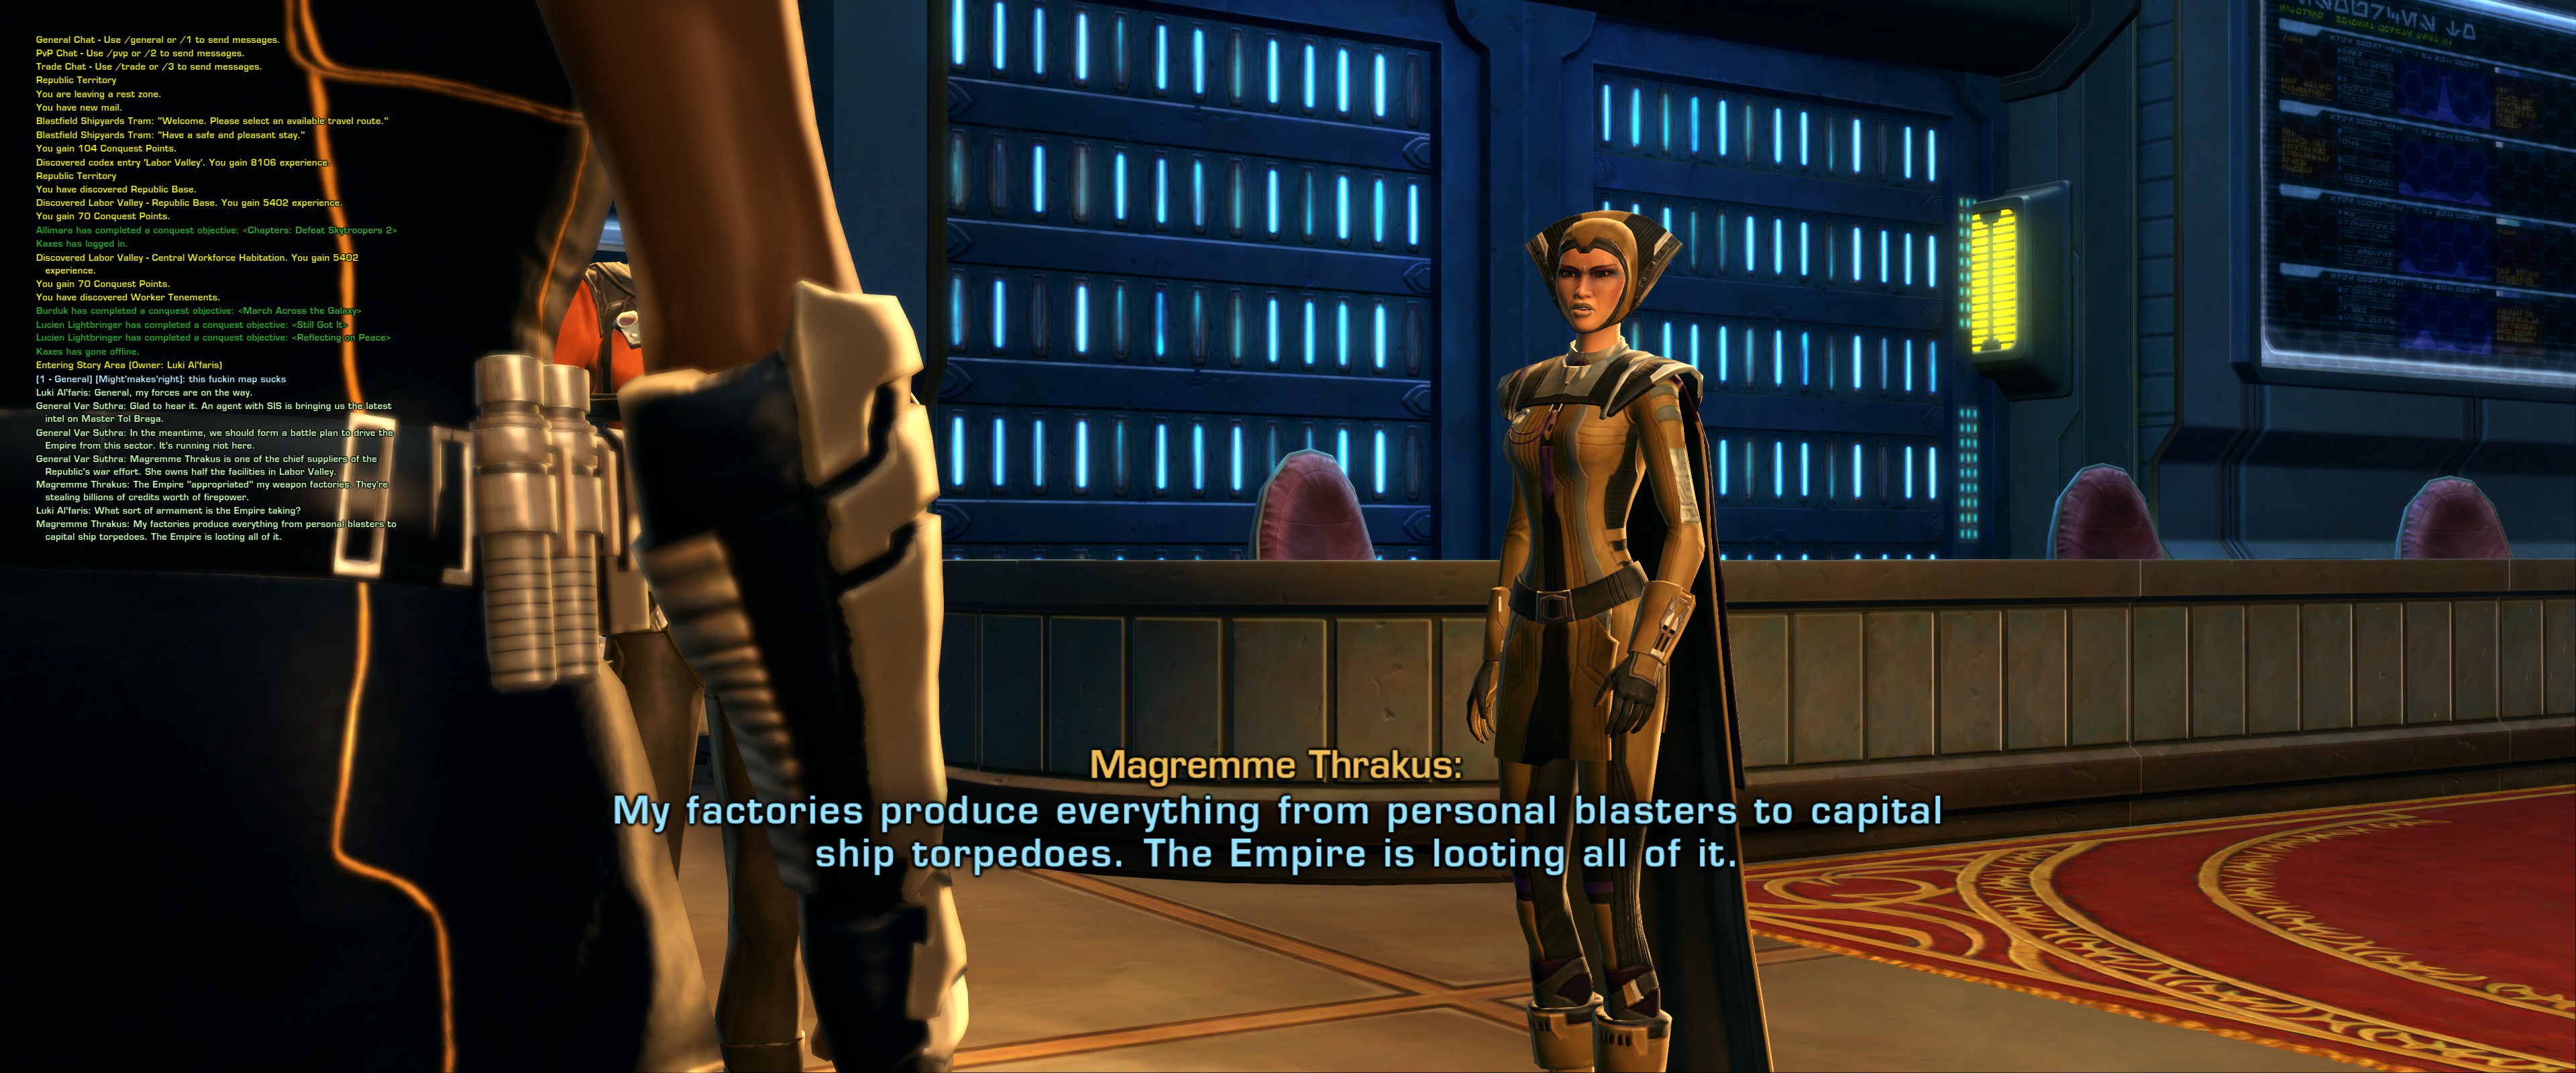 General Chat - Use /general or /1 to send messages.
PvP Chat - Use /pvp or /2 to send messages.
Trade Chat - Use /trade or /3 to send messages.
Republic Territory
You are leaving a rest zone.
You have new mail.
Blastfield Shipyards Tram: "Welcome. Please select an available travel route."
Blastfield Shipyards Tram: "Have a safe and pleasant stay."
You gain 104 Conquest Points.
Discovered codex entry 'Labor Valley'. You gain 8106 experience.
Republic Territory
You have discovered Republic Base.
Discovered Labor Valley - Republic Base. You gain 5402 experience.
You gain 70 Conquest Points.
Allimara has completed a conquest objective: <Chapters: Defeat Skytroopers 2>
Kaxes has logged in.
Discovered Labor Valley - Central Workforce Habitation. You gain 5402
experience.
You gain 70 Conquest Points.
You have discovered Worker Tenements.
Burduk has completed a conquest objective: <March Across the Galaxy>
Lucien Lightbringer has completed a conquest objective: <Still Got It>
Lucien Lightbringer has completed a conquest objective: <Reflecting on Peace>
Kaxes has gone offline.
Entering Story Area (Owner: Luki Al'faris)
[1 - General] [Might'makes'right]: this fuckin map sucks
Luki Al'faris: General, my forces are on the way.
General Var Suthra: Glad to hear it. An agent with SIS is bringing us the latest
intel on Master Tol Braga.
General Var Suthra: In the meantime, we should form a battle plan to drive the
Empire from this sector. It's running riot here.
General Var Suthra: Magremme Thrakus is one of the chief suppliers of the
Republic's war effort. She owns half the facilities in Labor Valley.
Magremme Thrakus: The Empire "appropriated" my weapon factories. They're
stealing billions of credits worth of firepower.
Luki Al'faris: What sort of armament is the Empire taking?
Magremme Thrakus: My factories produce everything from personal blasters to
capital ship torpedoes. The Empire is looting all of it.
Magremme Thrakus:
My factories produce everything from personal blasters to capital
ship torpedoes. The Empire is looting all of it.